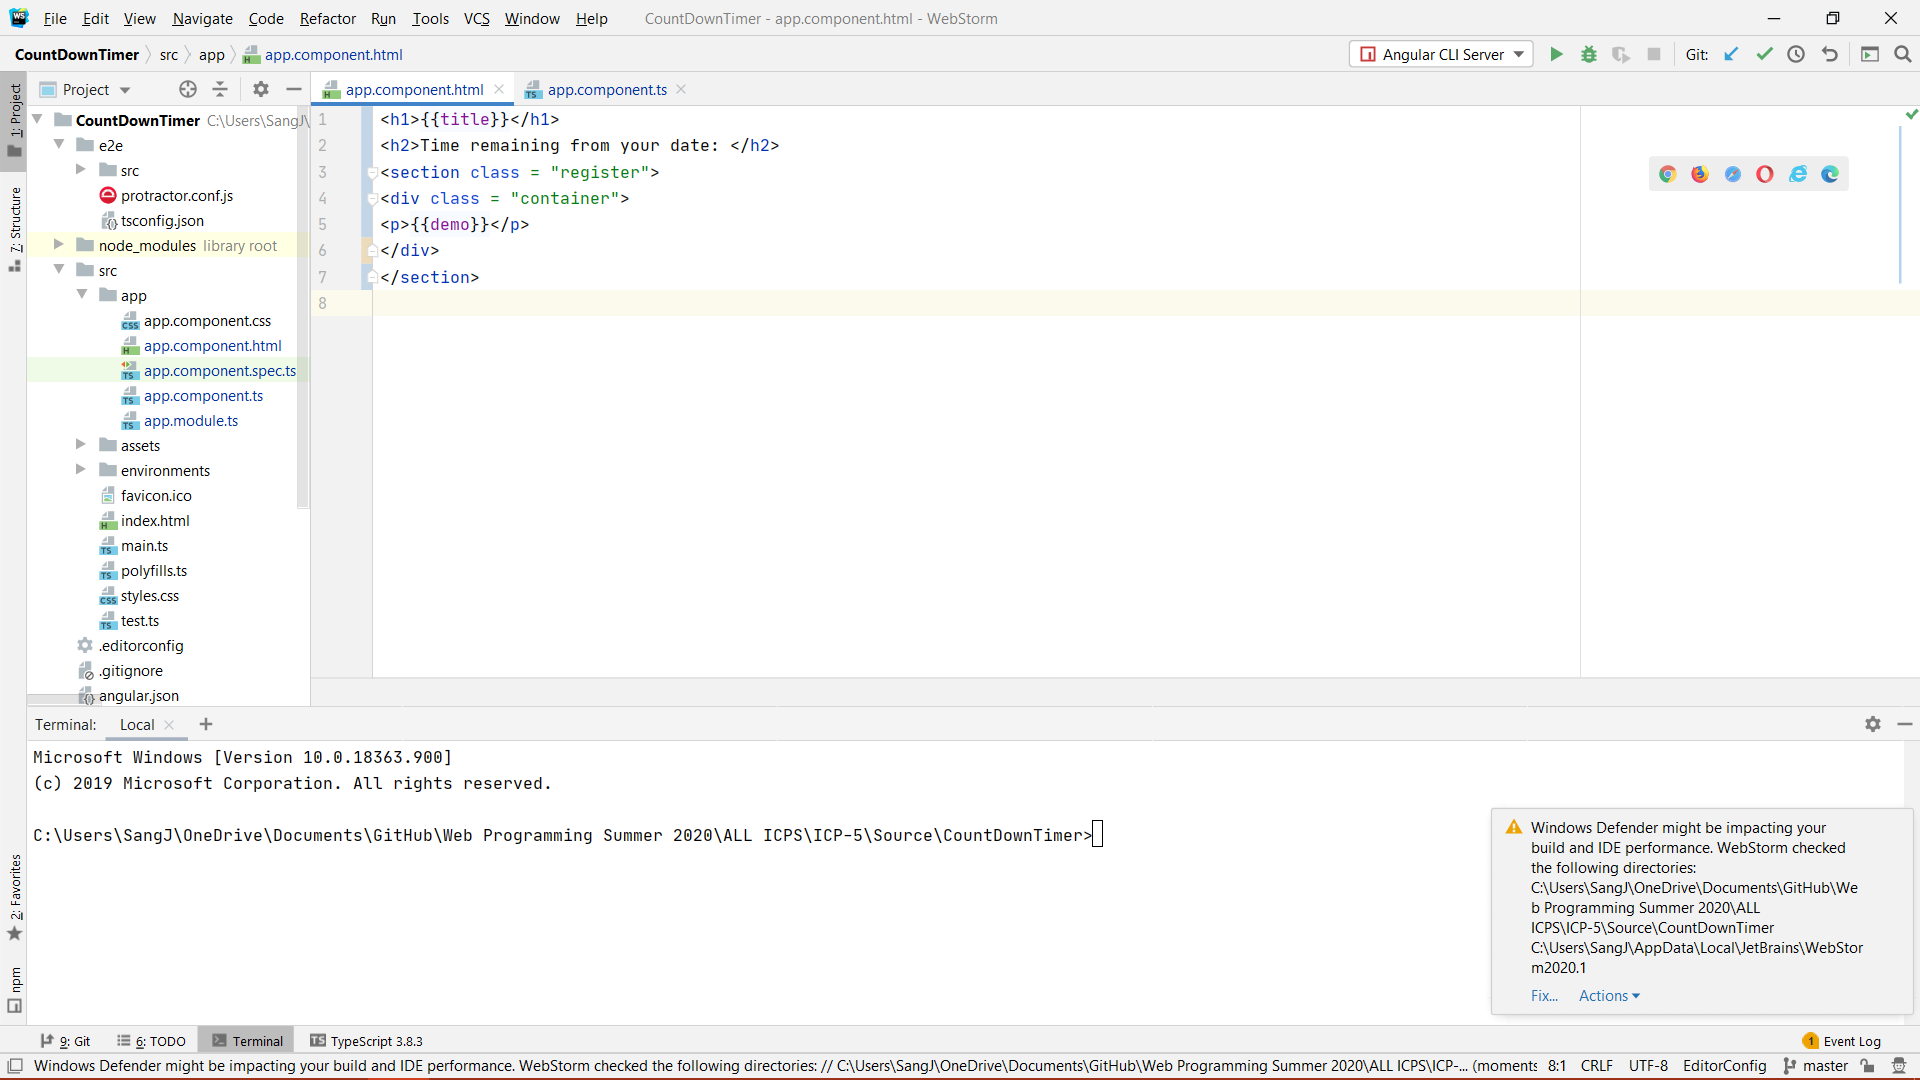 File Edit View Navigate Code Refactor Run Tools VCS Window Help CountDownTimer - app.component.html - WebStorm
CountDownTimer src app app.component.html Angular CLI Server Git:
1: Project
7: Structure
2: Favorites
npm
Project
CountDownTimer C:\Users\SangJ\
e2e
src
protractor.conf.js
tsconfig.json
node_modules library root
src
app
app.component.css
app.component.html
app.component.spec.ts
app.component.ts
app.module.ts
assets
environments
favicon.ico
index.html
main.ts
polyfills.ts
styles.css
test.ts
.editorconfig
.gitignore
angular.json
app.component.html app.component.ts
1 <h1>{{title}}</h1>
2 <h2>Time remaining from your date: </h2>
3 <section class = "register">
4 <div class = "container">
5 <p>{{demo}}</p>
6 </div>
7 </section>
8
Terminal: Local
Microsoft Windows [Version 10.0.18363.900]
(c) 2019 Microsoft Corporation. All rights reserved.
C:\Users\SangJ\OneDrive\Documents\GitHub\Web Programming Summer 2020\ALL ICPS\ICP-5\Source\CountDownTimer>
Windows Defender might be impacting your
build and IDE performance. WebStorm checked
the following directories:
C:\Users\SangJ\OneDrive\Documents\GitHub\We
b Programming Summer 2020\ALL
ICPS\ICP-5\Source\CountDownTimer
C:\Users\SangJ\AppData\Local\JetBrains\WebStor
m2020.1
Fix... Actions
9: Git 6: TODO Terminal TypeScript 3.8.3 1 Event Log
Windows Defender might be impacting your build and IDE performance. WebStorm checked the following directories: // C:\Users\SangJ\OneDrive\Documents\GitHub\Web Programming Summer 2020\ALL ICPS\ICP-... (moments 8:1 CRLF UTF-8 EditorConfig master